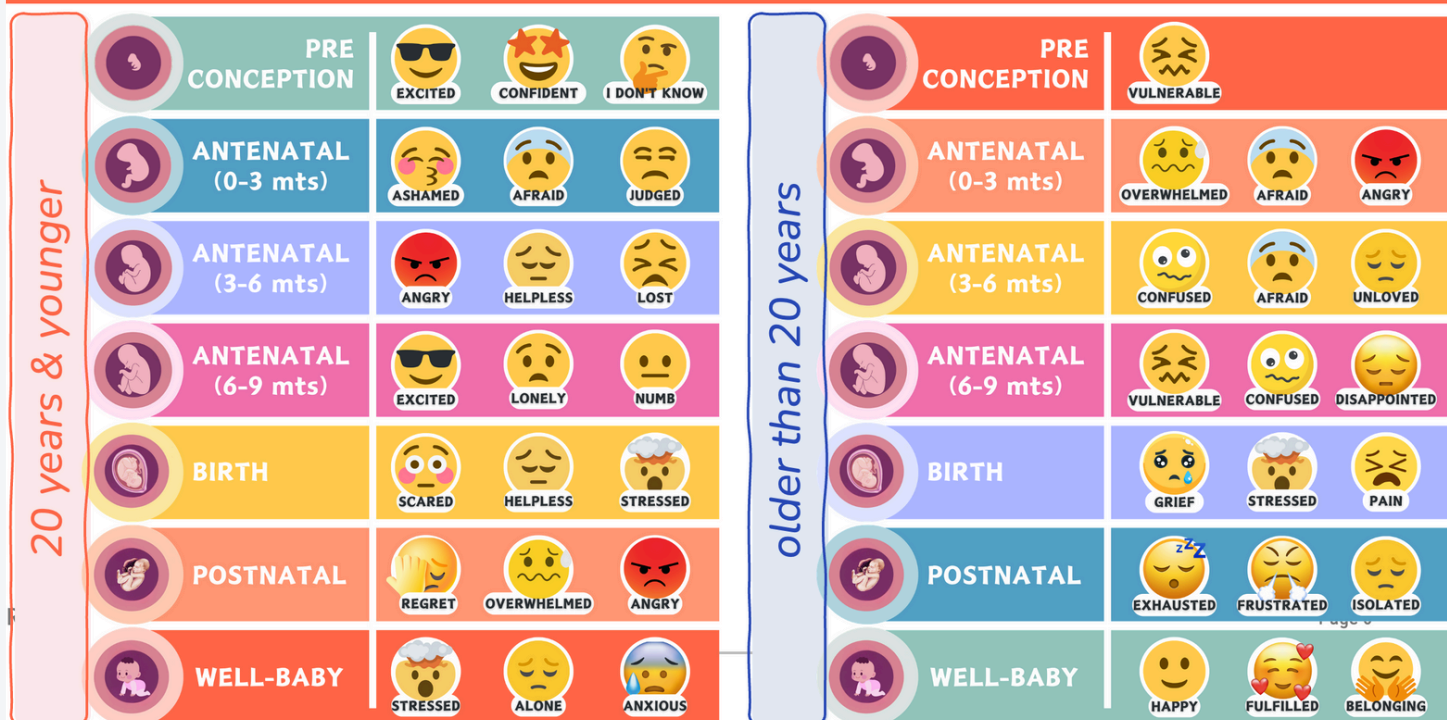 20 years & younger
PRE
CONCEPTION
EXCITED
CONFIDENT
I DON'T KNOW
ANTENATAL
(0-3 mts)
ASHAMED
AFRAID
JUDGED
ANTENATAL
(3-6 mts)
ANGRY
HELPLESS
LOST
ANTENATAL
(6-9 mts)
EXCITED
LONELY
NUMB
BIRTH
SCARED
HELPLESS
STRESSED
POSTNATAL
REGRET
OVERWHELMED
ANGRY
WELL-BABY
STRESSED
ALONE
ANXIOUS
older than 20 years
PRE
CONCEPTION
VULNERABLE
ANTENATAL
(0-3 mts)
OVERWHELMED
AFRAID
ANGRY
ANTENATAL
(3-6 mts)
CONFUSED
AFRAID
UNLOVED
ANTENATAL
(6-9 mts)
VULNERABLE
CONFUSED
DISAPPOINTED
BIRTH
GRIEF
STRESSED
PAIN
POSTNATAL
zzZ
EXHAUSTED
FRUSTRATED
ISOLATED
WELL-BABY
HAPPY
FULFILLED
BELONGING